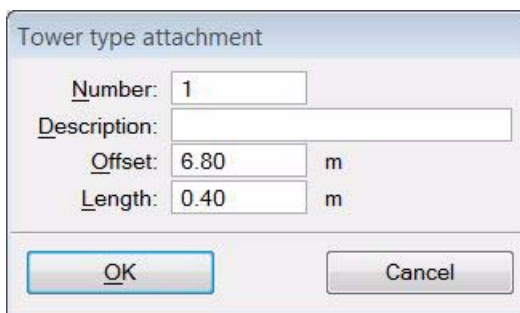 Tower type attachment
Number: 1
Description:
Offset: 6.80 m
Length: 0.40 m
OK Cancel